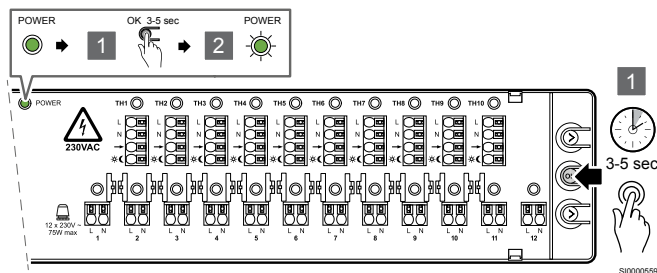 POWER OK 3-5 sec POWER
1 2
POWER TH1 TH2 TH3 TH4 TH5 TH6 TH7 TH8 TH9 TH10
1
L L L L L L L L L L
N N N N N N N N N N
230VAC
3-5 sec
OK
12 x 230V ~
75W max
L N L N L N L N L N L N L N L N L N L N L N L N
1 2 3 4 5 6 7 8 9 10 11 12
SI0000559